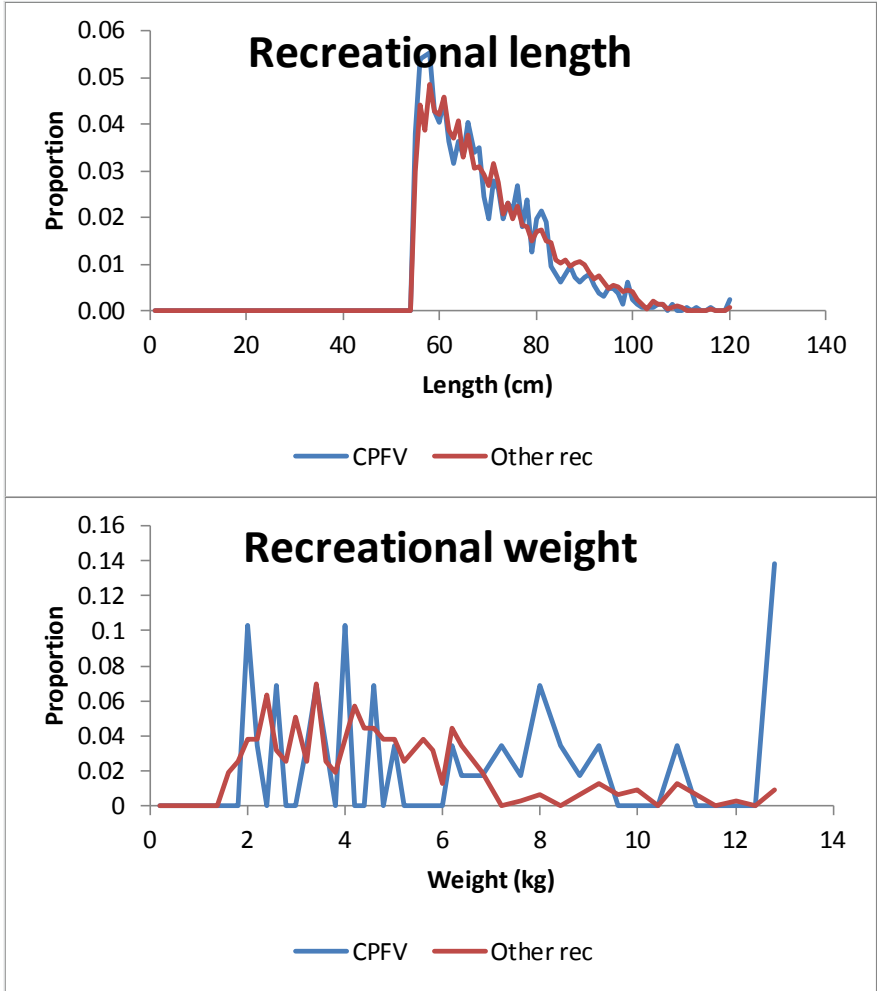 Recreational length
Proportion
0.06
0.05
0.04
0.03
0.02
0.01
0.00
0 20 40 60 80 100 120 140
Length (cm)
CPFV Other rec
Recreational weight
Proportion
0.16
0.14
0.12
0.1
0.08
0.06
0.04
0.02
0
0 2 4 6 8 10 12 14
Weight (kg)
CPFV Other rec